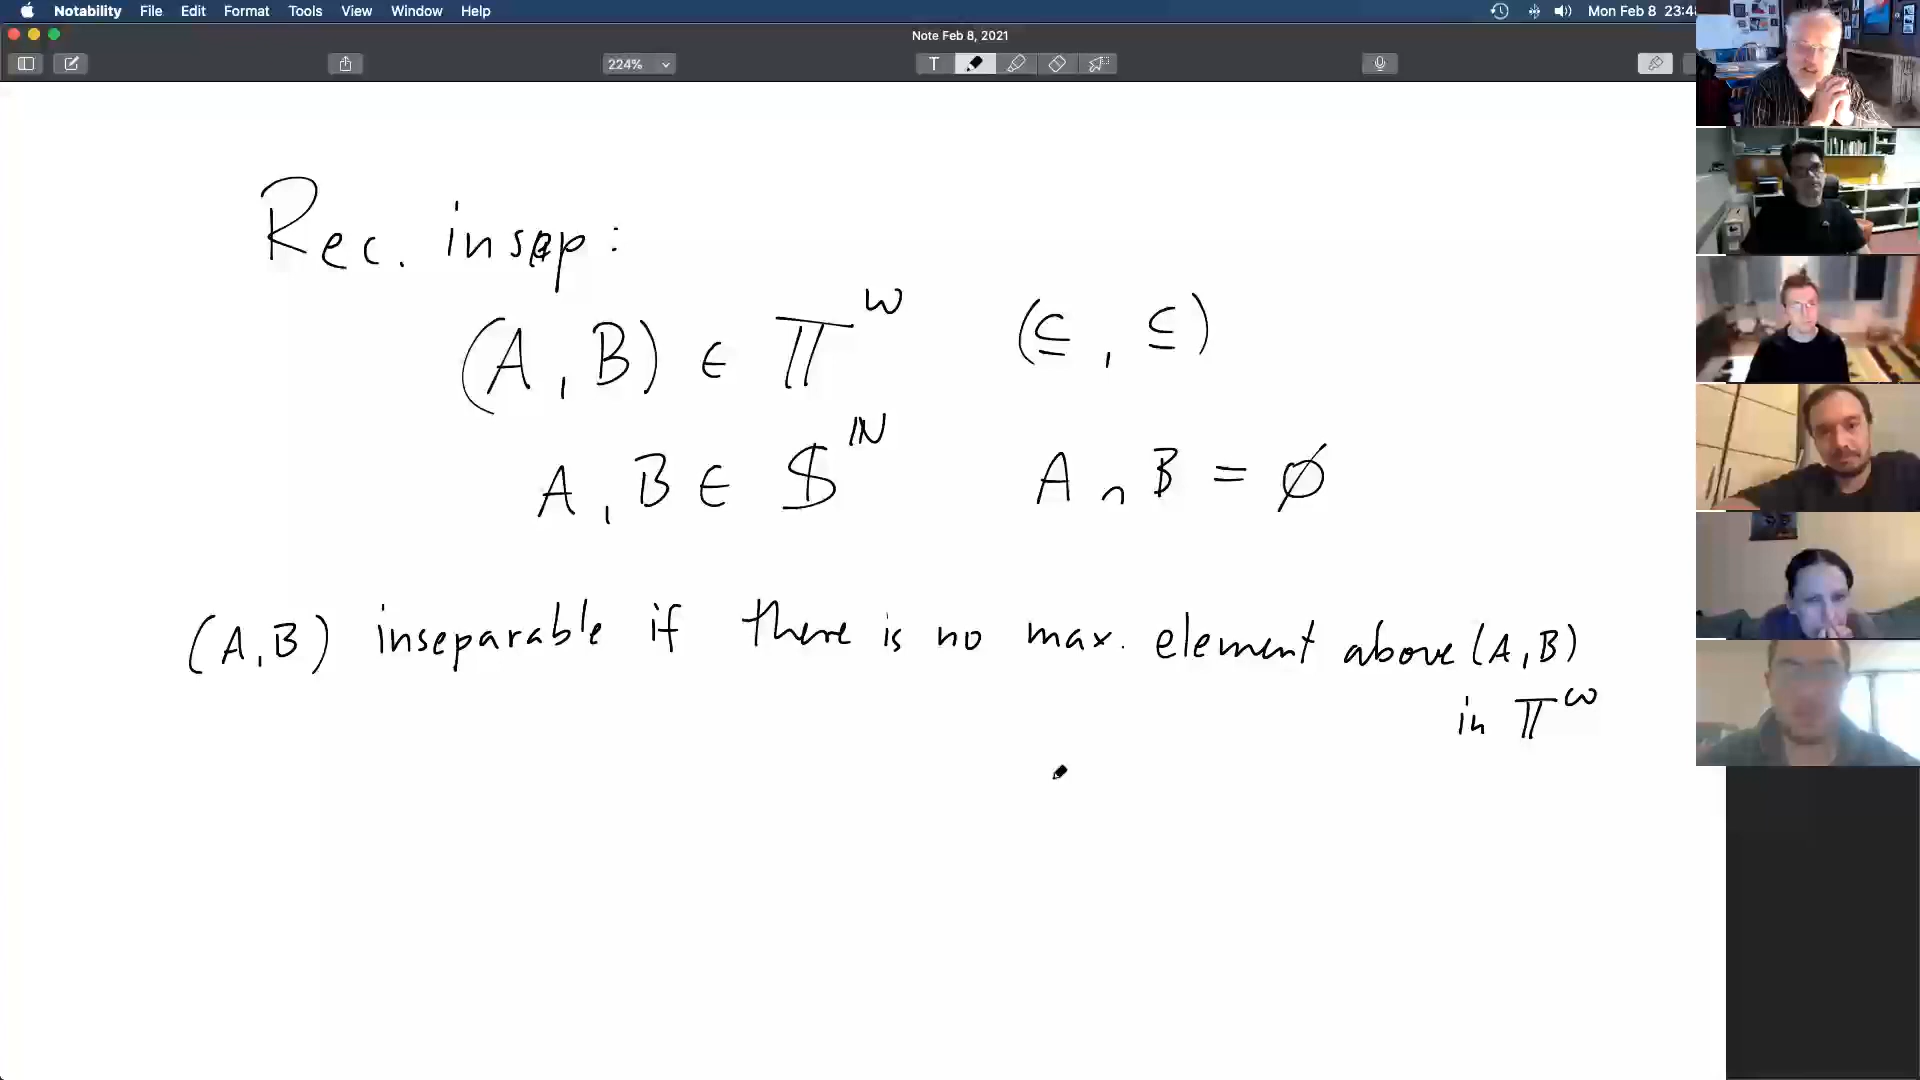 Notability File Edit Format Tools View Window Help Mon Feb 8 23:48
Note Feb 8, 2021
224% T
Rec. insep:
(A, B) ∈ 𝕋^ω (⊆, ⊆)
A, B ∈ $^ℕ A ∩ B = ∅
(A, B) inseparable if there is no max. element above (A, B)
in 𝕋^ω